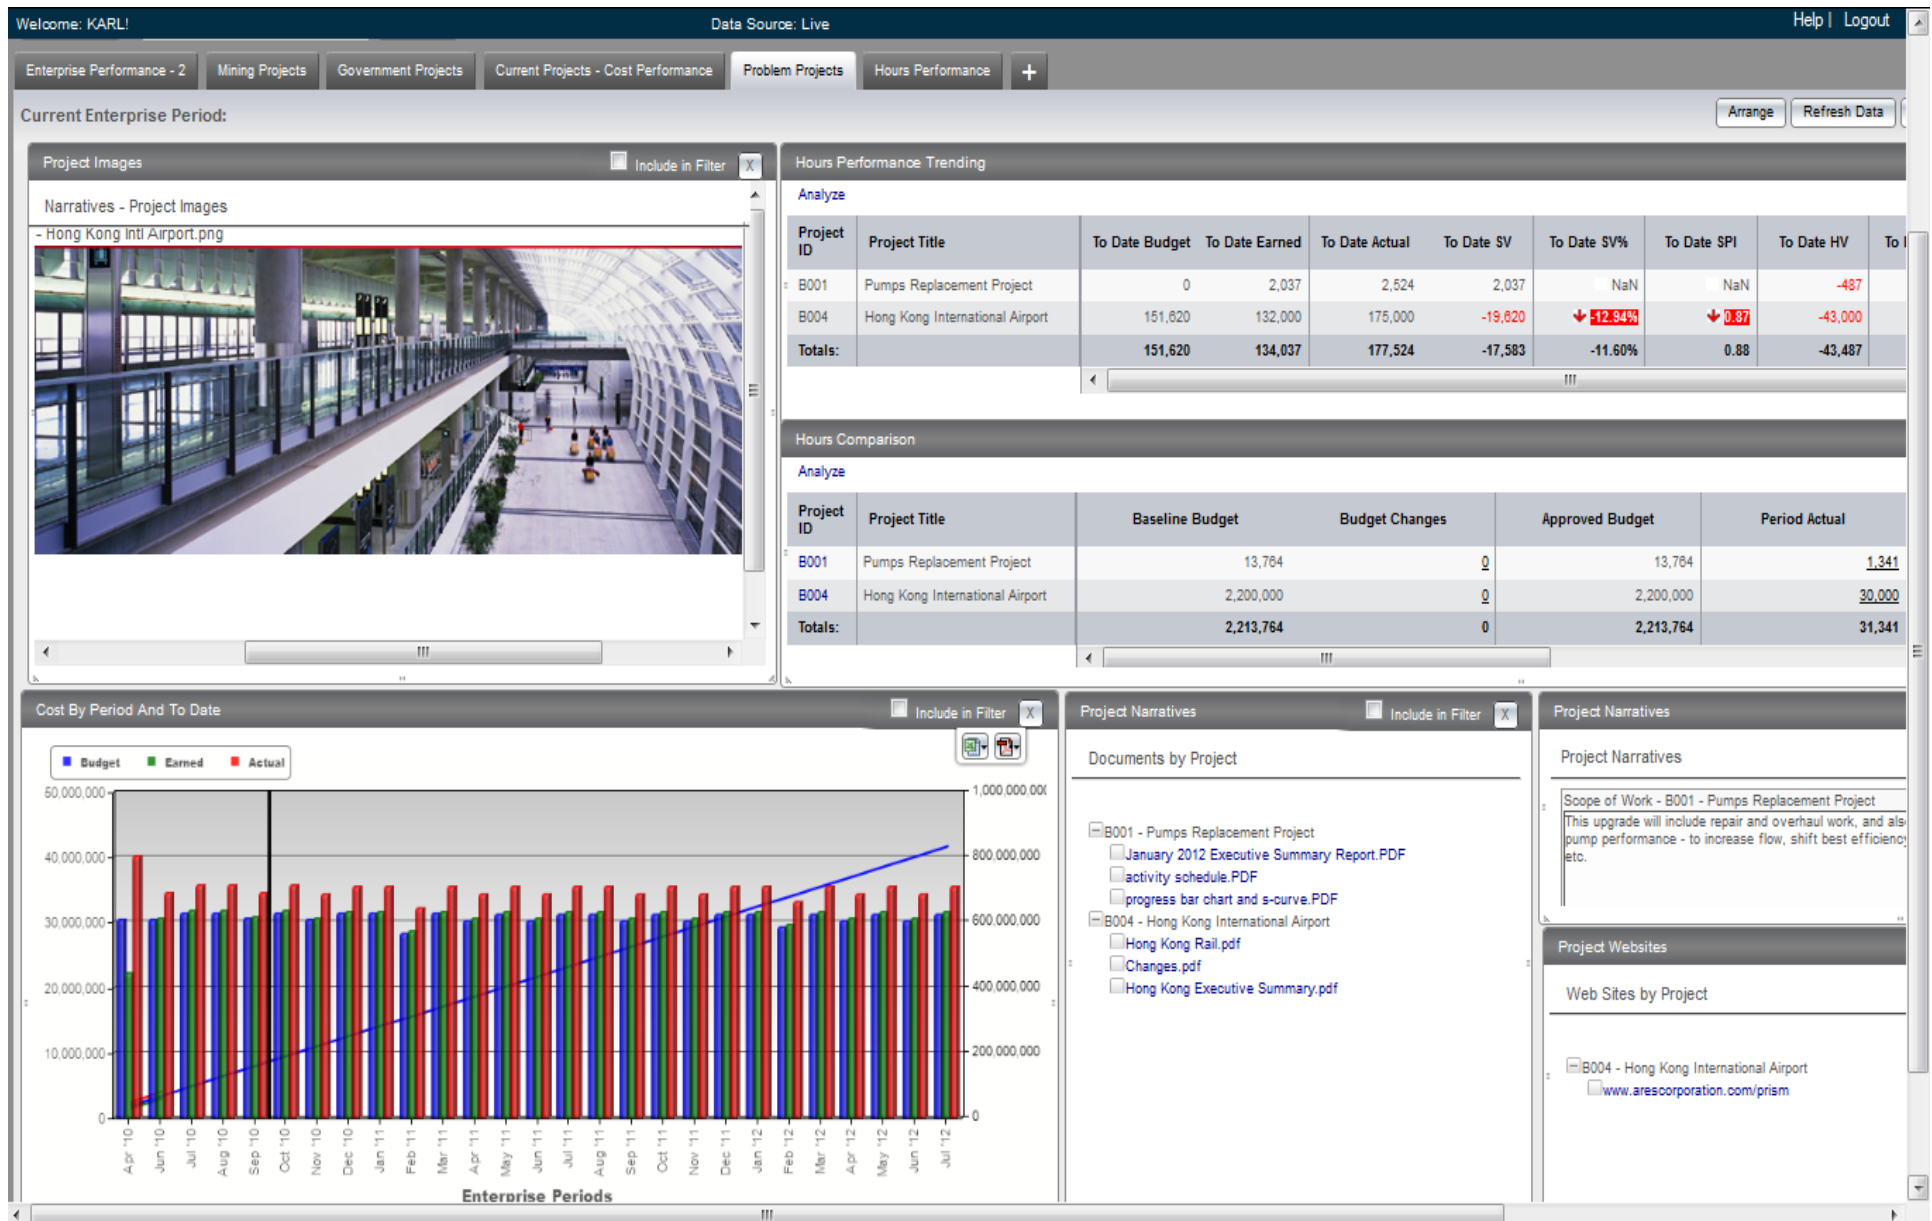 Welcome: KARL!
Data Source: Live
Help | Logout
Enterprise Performance - 2
Mining Projects
Government Projects
Current Projects - Cost Performance
Problem Projects
Hours Performance
+
Current Enterprise Period:
Arrange
Refresh Data
Project Images
Include in Filter
X
Narratives - Project Images
- Hong Kong Intl Airport.png
Hours Performance Trending
Analyze
Project ID Project Title To Date Budget To Date Earned To Date Actual To Date SV To Date SV% To Date SPI To Date HV To
B001 Pumps Replacement Project 0 2,037 2,524 2,037 NaN NaN -487
B004 Hong Kong International Airport 151,620 132,000 175,000 -19,620 -12.94% 0.87 -43,000
Totals: 151,620 134,037 177,524 -17,583 -11.60% 0.88 -43,487
Hours Comparison
Analyze
Project ID Project Title Baseline Budget Budget Changes Approved Budget Period Actual
B001 Pumps Replacement Project 13,764 0 13,764 1,341
B004 Hong Kong International Airport 2,200,000 0 2,200,000 30,000
Totals: 2,213,764 0 2,213,764 31,341
Cost By Period And To Date
Include in Filter
X
Budget Earned Actual
50,000,000
40,000,000
30,000,000
20,000,000
10,000,000
0
1,000,000,000
800,000,000
600,000,000
400,000,000
200,000,000
0
Apr '10
Jun '10
Jul '10
Aug '10
Sep '10
Oct '10
Nov '10
Dec '10
Jan '11
Feb '11
Mar '11
Apr '11
May '11
Jun '11
Jul '11
Aug '11
Sep '11
Oct '11
Nov '11
Dec '11
Jan '12
Feb '12
Mar '12
Apr '12
May '12
Jun '12
Jul '12
Enterprise Periods
Project Narratives
Include in Filter
X
Documents by Project
B001 - Pumps Replacement Project
January 2012 Executive Summary Report.PDF
activity schedule.PDF
progress bar chart and s-curve.PDF
B004 - Hong Kong International Airport
Hong Kong Rail.pdf
Changes.pdf
Hong Kong Executive Summary.pdf
Project Narratives
Project Narratives
Scope of Work - B001 - Pumps Replacement Project
This upgrade will include repair and overhaul work, and als
pump performance - to increase flow, shift best efficiency
etc.
Project Websites
Web Sites by Project
B004 - Hong Kong International Airport
www.arescorporation.com/prism